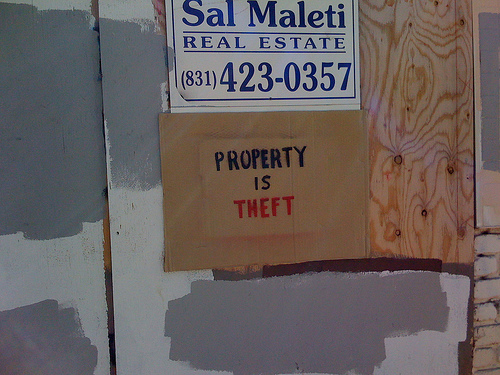 Sal Maleti
REAL ESTATE
(831) 423-0357
PROPERTY
IS
THEFT